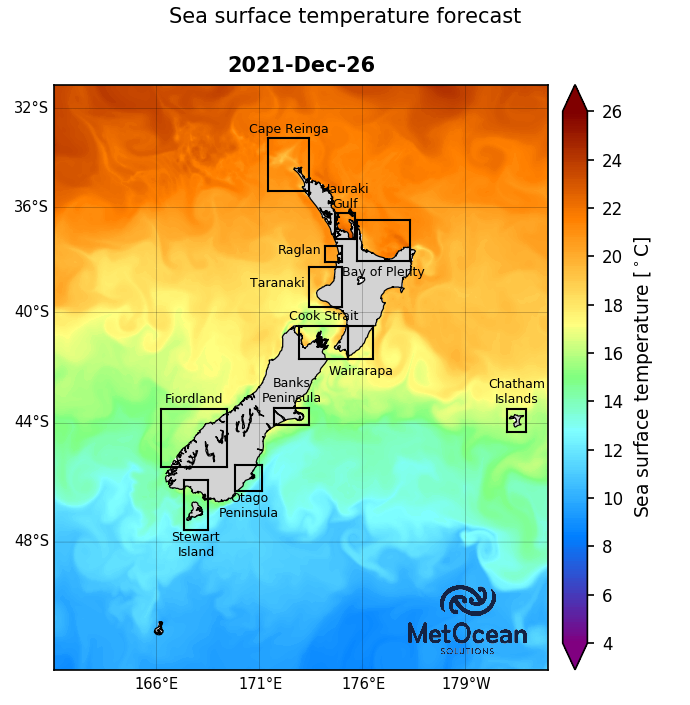 Sea surface temperature forecast
2021-Dec-26
32°S
36°S
40°S
44°S
48°S
166°E
171°E
176°E
179°W
Cape Reinga
Hauraki
Gulf
Raglan
Bay of Plenty
Taranaki
Cook Strait
Wairarapa
Banks
Peninsula
Fiordland
Chatham
Islands
Otago
Peninsula
Stewart
Island
MetOcean
SOLUTIONS
26
24
22
20
18
16
14
12
10
8
6
4
Sea surface temperature [°C]